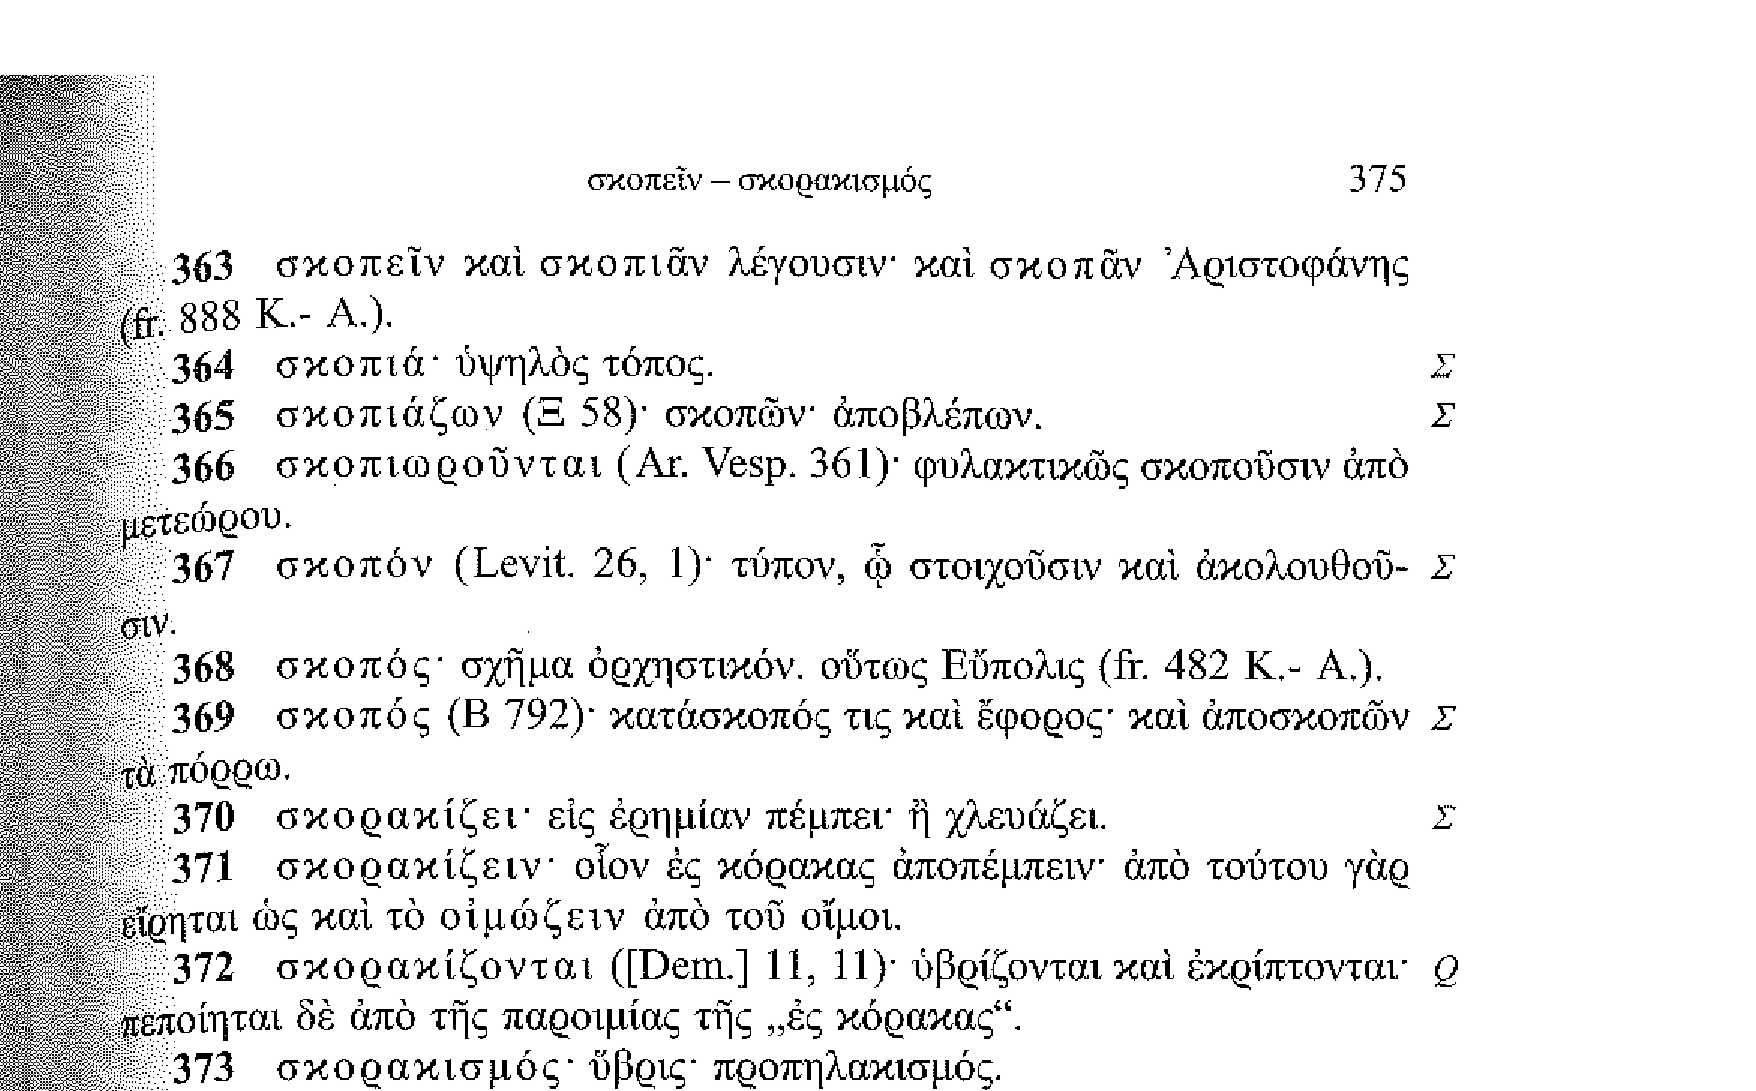 σκοπεῖν – σκορακισμός 375
363 σκοπεῖν καὶ σκοπιᾶν λέγουσιν· καὶ σκοπᾶν Ἀριστοφάνης
(fr. 888 K.- A.).
364 σκοπιά· ὑψηλὸς τόπος. Σ
365 σκοπιάζων (Ξ 58)· σκοπῶν· ἀποβλέπων. Σ
366 σκοπιωροῦνται (Ar. Vesp. 361)· φυλακτικῶς σκοποῦσιν ἀπὸ
μετεώρου.
367 σκοπόν (Levit. 26, 1)· τύπον, ᾧ στοιχοῦσιν καὶ ἀκολουθοῦ- Σ
σιν.
368 σκοπός· σχῆμα ὀρχηστικόν. οὕτως Εὔπολις (fr. 482 K.- A.).
369 σκοπός (Β 792)· κατάσκοπός τις καὶ ἔφορος· καὶ ἀποσκοπῶν Σ
τὰ πόρρω.
370 σκορακίζει· εἰς ἐρημίαν πέμπει· ἢ χλευάζει. Σ
371 σκορακίζειν· οἷον ἐς κόρακας ἀποπέμπειν· ἀπὸ τούτου γὰρ
εἴρηται ὡς καὶ τὸ οἰμώζειν ἀπὸ τοῦ οἴμοι.
372 σκορακίζονται ([Dem.] 11, 11)· ὑβρίζονται καὶ ἐκρίπτονται· Q
πεποίηται δὲ ἀπὸ τῆς παροιμίας τῆς „ἐς κόρακας“.
373 σκορακισμός· ὕβρις· προπηλακισμός.